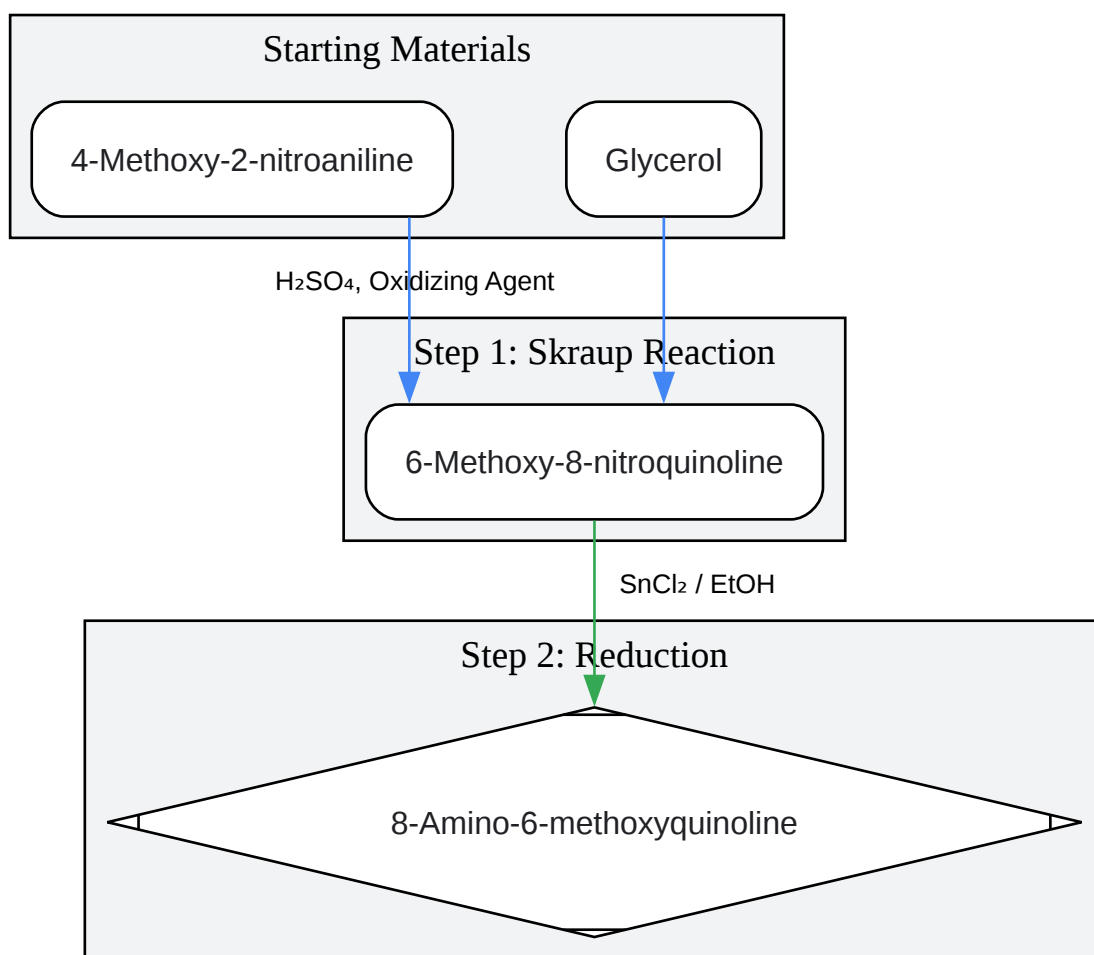 Starting Materials
4-Methoxy-2-nitroaniline
Glycerol
H₂SO₄, Oxidizing Agent
Step 1: Skraup Reaction
6-Methoxy-8-nitroquinoline
SnCl₂ / EtOH
Step 2: Reduction
8-Amino-6-methoxyquinoline